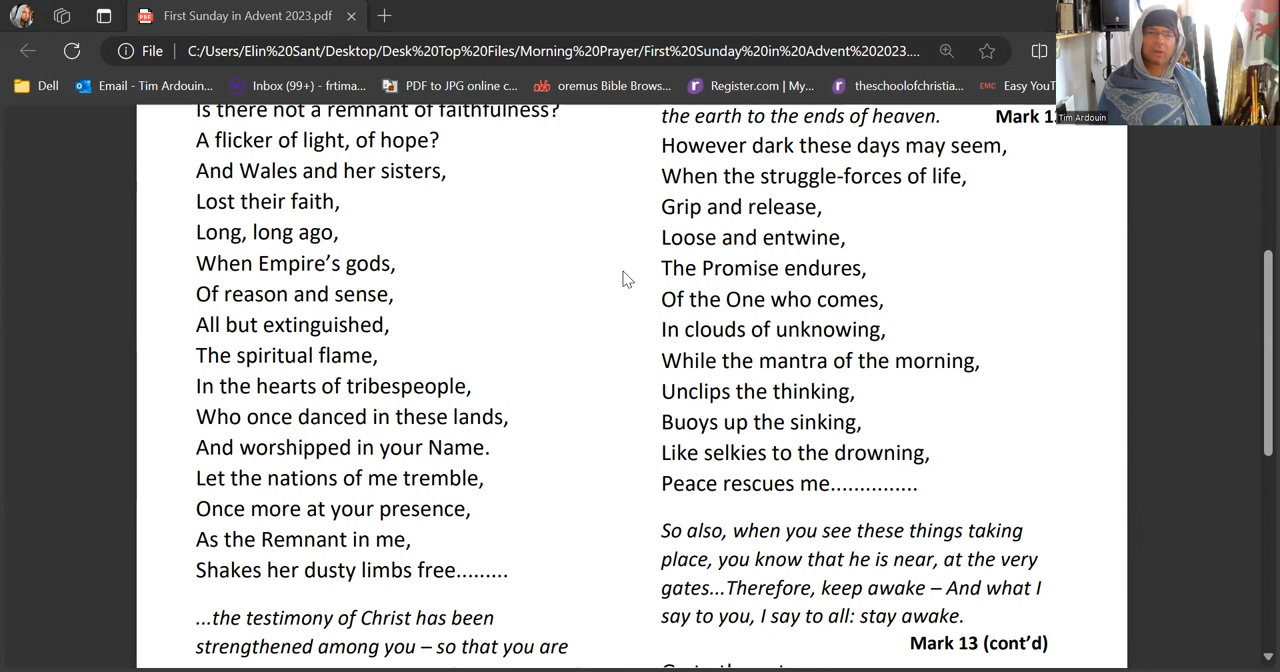 First Sunday in Advent 2023.pdf
File
C:/Users/Elin%20Sant/Desktop/Desk%20Top%20Files/Morning%20Prayer/First%20Sunday%20in%20Advent%202023....
Dell
Email - Tim Ardouin...
Inbox (99+) - frtima...
PDF to JPG online c...
oremus Bible Brows...
Register.com | My...
theschoolofchristian...
EMC
Easy YouT
Tim Ardouin
Is there not a remnant of faithfulness?
A flicker of light, of hope?
And Wales and her sisters,
Lost their faith,
Long, long ago,
When Empire’s gods,
Of reason and sense,
All but extinguished,
The spiritual flame,
In the hearts of tribespeople,
Who once danced in these lands,
And worshipped in your Name.
Let the nations of me tremble,
Once more at your presence,
As the Remnant in me,
Shakes her dusty limbs free.........
...the testimony of Christ has been
strengthened among you – so that you are
the earth to the ends of heaven.
Mark 13
However dark these days may seem,
When the struggle-forces of life,
Grip and release,
Loose and entwine,
The Promise endures,
Of the One who comes,
In clouds of unknowing,
While the mantra of the morning,
Unclips the thinking,
Buoys up the sinking,
Like selkies to the drowning,
Peace rescues me...............
So also, when you see these things taking
place, you know that he is near, at the very
gates...Therefore, keep awake – And what I
say to you, I say to all: stay awake.
Mark 13 (cont’d)